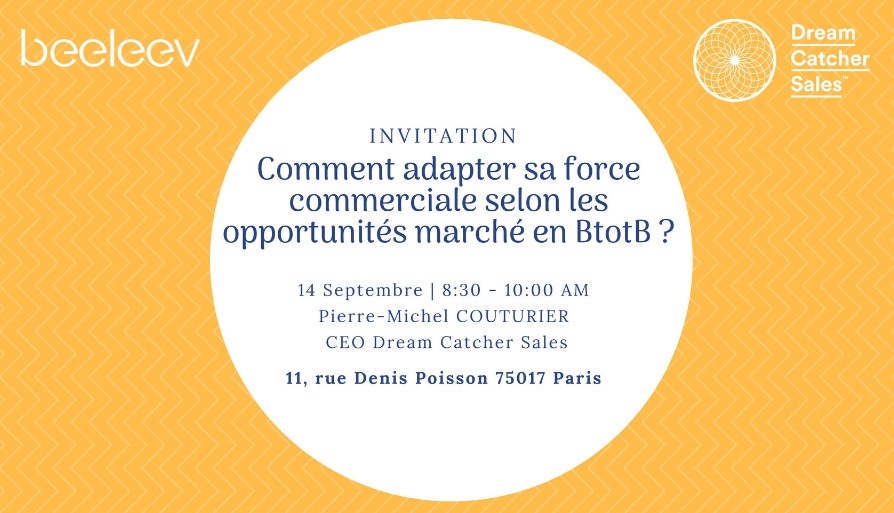 beeleev
Dream
Catcher
Sales™
INVITATION
Comment adapter sa force
commerciale selon les
opportunités marché en BtotB ?
14 Septembre | 8:30 - 10:00 AM
Pierre-Michel COUTURIER
CEO Dream Catcher Sales
11, rue Denis Poisson 75017 Paris